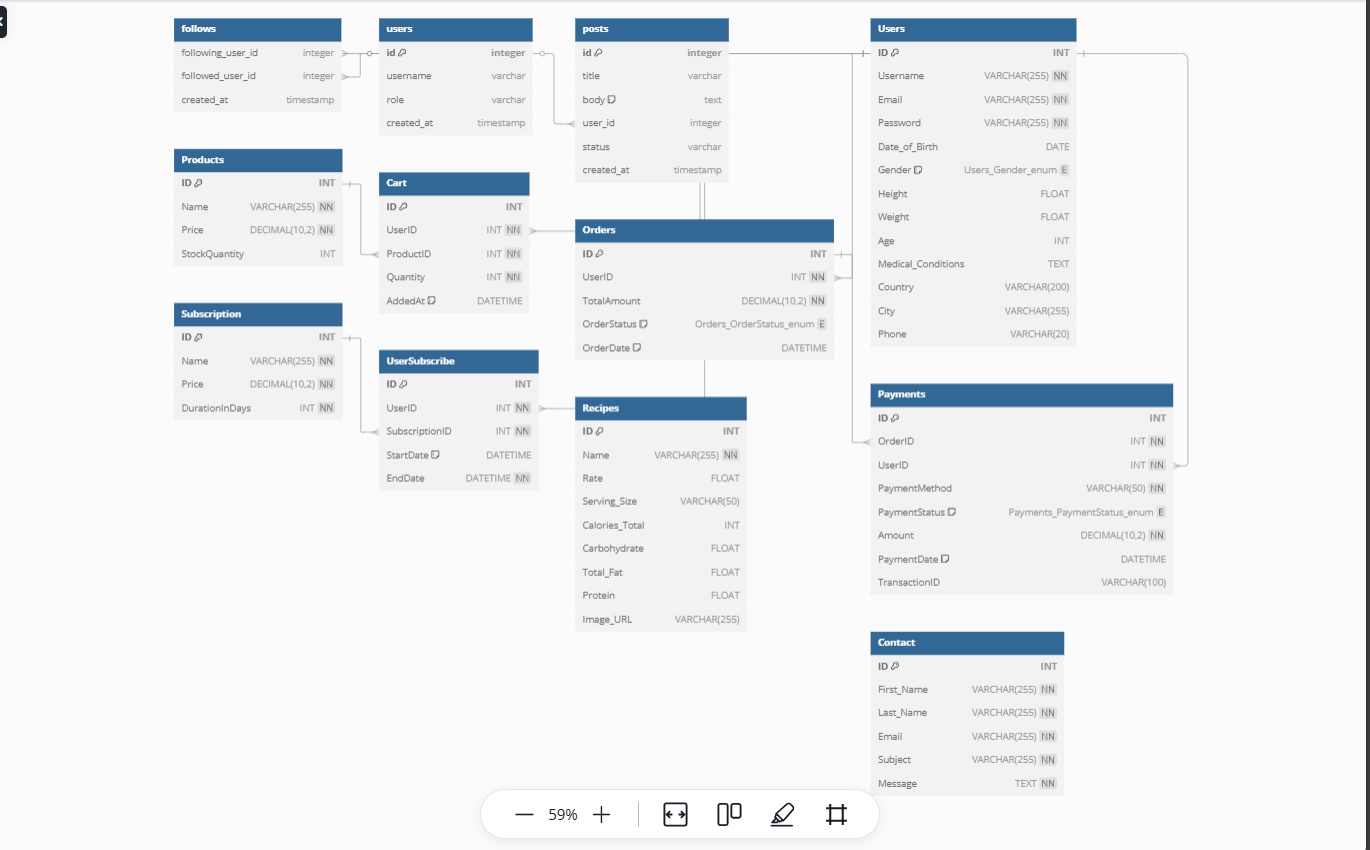 follows
following_user_id integer
followed_user_id integer
created_at timestamp
users
id integer
username varchar
role varchar
created_at timestamp
posts
id integer
title varchar
body text
user_id integer
status varchar
created_at timestamp
Users
ID INT
Username VARCHAR(255) NN
Email VARCHAR(255) NN
Password VARCHAR(255) NN
Date_of_Birth DATE
Gender Users_Gender_enum E
Height FLOAT
Weight FLOAT
Age INT
Medical_Conditions TEXT
Country VARCHAR(200)
City VARCHAR(255)
Phone VARCHAR(20)
Products
ID INT
Name VARCHAR(255) NN
Price DECIMAL(10,2) NN
StockQuantity INT
Cart
ID INT
UserID INT NN
ProductID INT NN
Quantity INT NN
AddedAt DATETIME
Orders
ID INT
UserID INT NN
TotalAmount DECIMAL(10,2) NN
OrderStatus Orders_OrderStatus_enum E
OrderDate DATETIME
Subscription
ID INT
Name VARCHAR(255) NN
Price DECIMAL(10,2) NN
DurationInDays INT NN
UserSubscribe
ID INT
UserID INT NN
SubscriptionID INT NN
StartDate DATETIME
EndDate DATETIME NN
Recipes
ID INT
Name VARCHAR(255) NN
Rate FLOAT
Serving_Size VARCHAR(50)
Calories_Total INT
Carbohydrate FLOAT
Total_Fat FLOAT
Protein FLOAT
Image_URL VARCHAR(255)
Payments
ID INT
OrderID INT NN
UserID INT NN
PaymentMethod VARCHAR(50) NN
PaymentStatus Payments_PaymentStatus_enum E
Amount DECIMAL(10,2) NN
PaymentDate DATETIME
TransactionID VARCHAR(100)
Contact
ID INT
First_Name VARCHAR(255) NN
Last_Name VARCHAR(255) NN
Email VARCHAR(255) NN
Subject VARCHAR(255) NN
Message TEXT NN
59%